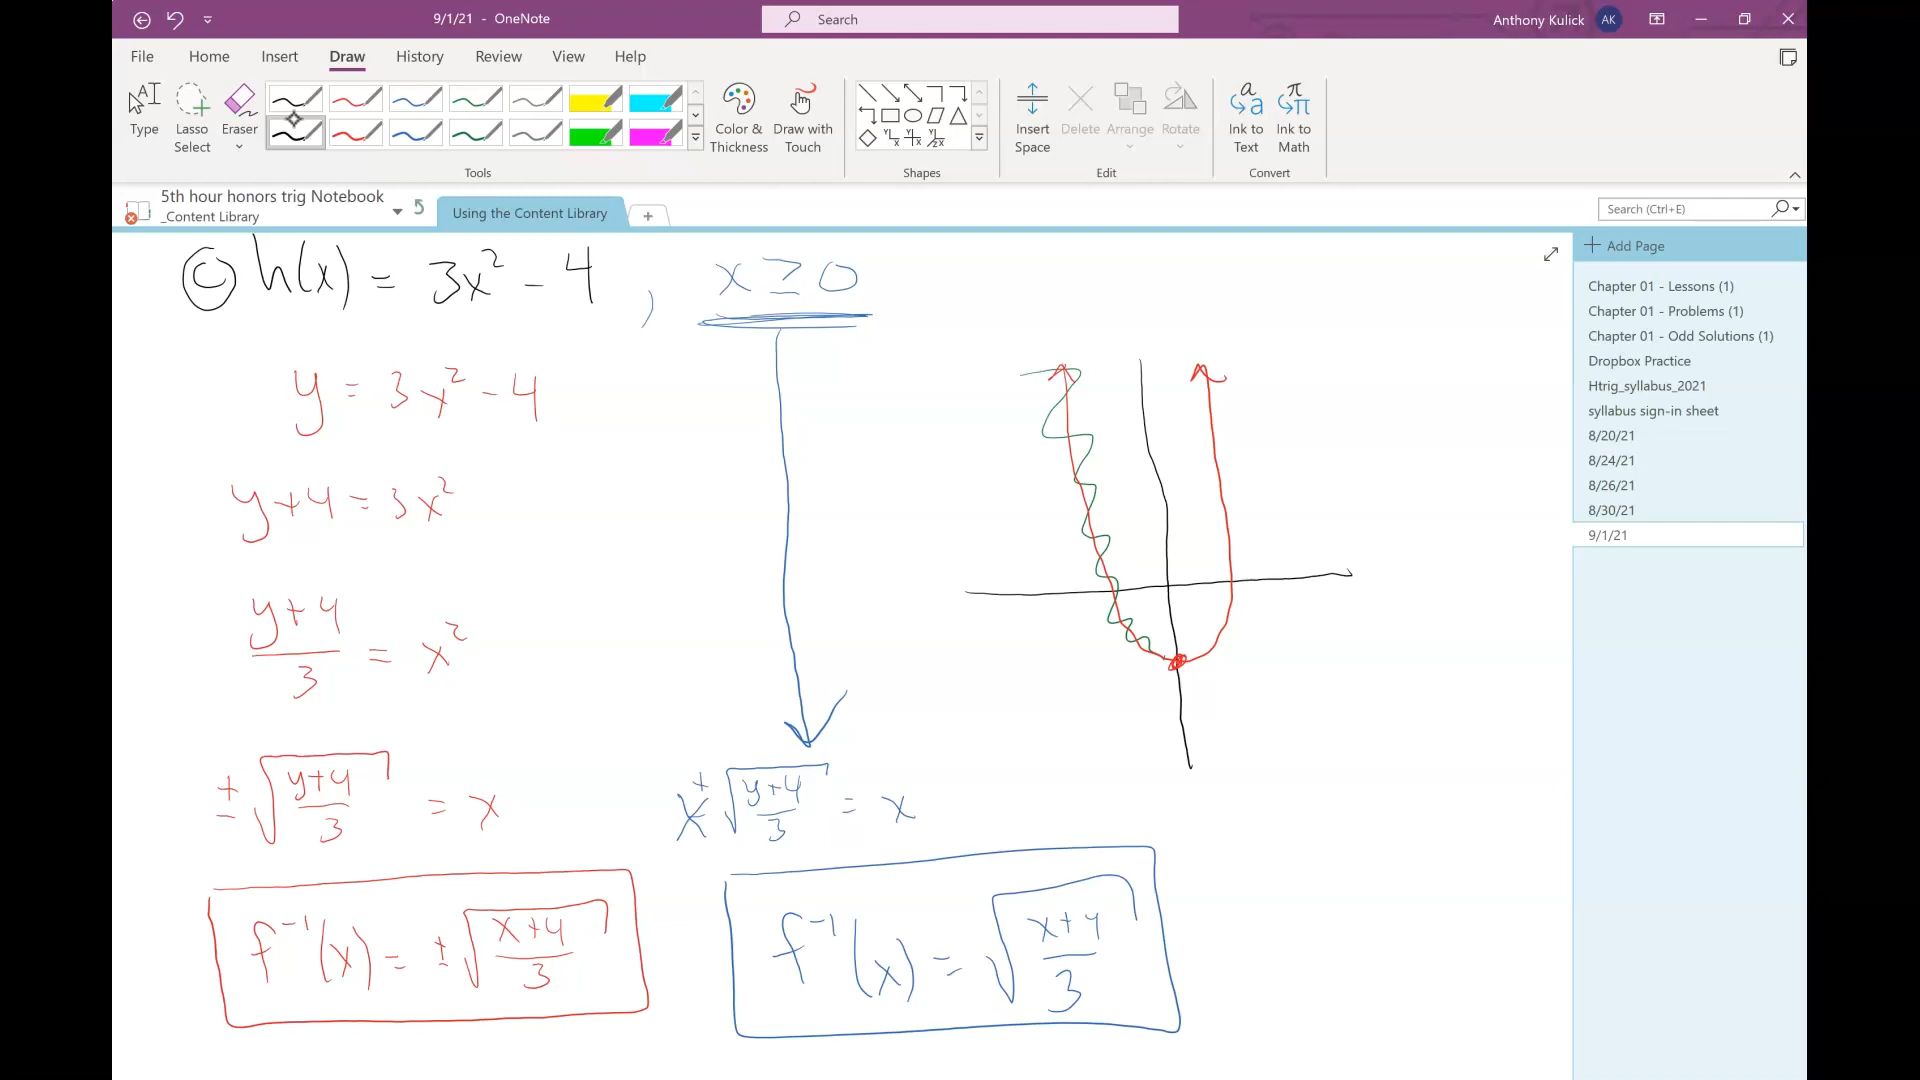 9/1/21 - OneNote
Search
Anthony Kulick AK
File Home Insert Draw History Review View Help
Type
Lasso Select
Eraser
Color & Thickness
Draw with Touch
Insert Space
Delete
Arrange
Rotate
Ink to Text
Ink to Math
Tools
Shapes
Edit
Convert
5th hour honors trig Notebook
_Content Library
Using the Content Library
Search (Ctrl+E)
Add Page
Chapter 01 - Lessons (1)
Chapter 01 - Problems (1)
Chapter 01 - Odd Solutions (1)
Dropbox Practice
Htrig_syllabus_2021
syllabus sign-in sheet
8/20/21
8/24/21
8/26/21
8/30/21
9/1/21
ⓒ h(x) = 3x² - 4 , x ≥ 0
y = 3x² - 4
y+4 = 3x²
(y+4)/3 = x²
± √((y+4)/3) = x
± √((y+4)/3) = x
f⁻¹(x) = ± √((x+4)/3)
f⁻¹(x) = √((x+4)/3)